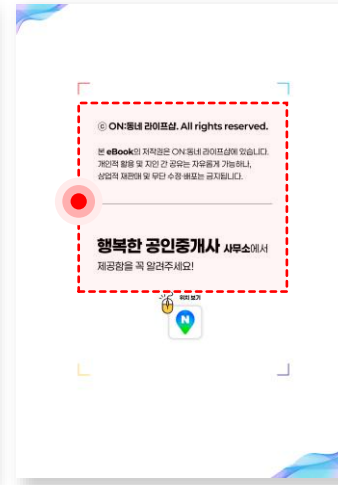 ⓒ ON:동네 라이프샵. All rights reserved.
본 eBook의 저작권은 ON:동네 라이프샵에 있습니다.
개인적 활용 및 지인 간 공유는 자유롭게 가능하나,
상업적 재판매 및 무단 수정·배포는 금지됩니다.
행복한 공인중개사 사무소에서
제공함을 꼭 알려주세요!
위치 보기
N